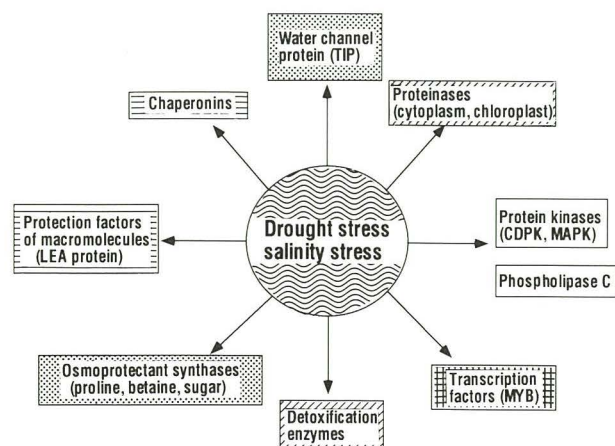 Water channel
protein (TIP)
Chaperonins
Proteinases
(cytoplasm, chloroplast)
Protection factors
of macromolecules
(LEA protein)
Drought stress
salinity stress
Protein kinases
(CDPK, MAPK)
Phospholipase C
Osmoprotectant synthases
(proline, betaine, sugar)
Detoxification
enzymes
Transcription
factors (MYB)